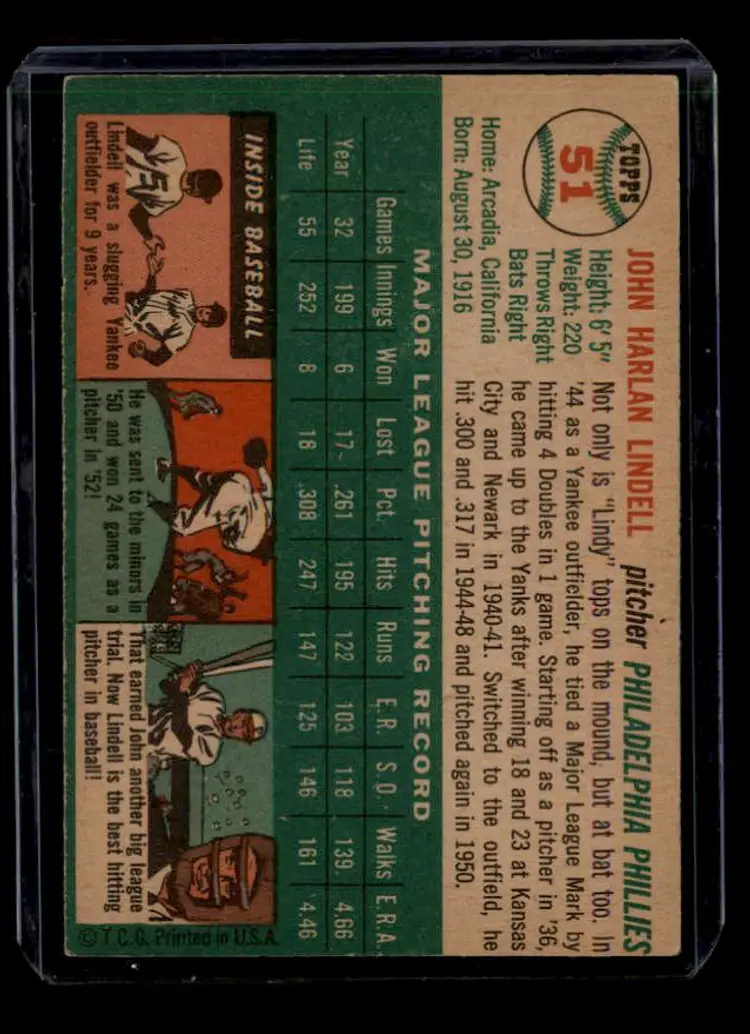 TOPPS
51
JOHN HARLAN LINDELL pitcher PHILADELPHIA PHILLIES
Height: 6' 5"
Weight: 220
Throws Right
Bats Right
Home: Arcadia, California
Born: August 30, 1916
Not only is "Lindy" tops on the mound, but at bat too. In
'44 as a Yankee outfielder, he tied a Major League Mark by
hitting 4 Doubles in 1 game. Starting off as a pitcher in '36,
he came up to the Yanks after winning 18 and 23 at Kansas
City and Newark in 1940-41. Switched to the outfield, he
hit .300 and .317 in 1944-48 and pitched again in 1950.
MAJOR LEAGUE PITCHING RECORD
Games Innings Won Lost Pct. Hits Runs E.R. S.O. Walks E.R.A.
Year 32 199 6 17 .261 195 122 103 118 139 4.66
Life 55 252 8 18 .308 247 147 125 146 161 4.46
INSIDE BASEBALL
Lindell was a slugging Yankee
outfielder for 9 years.
He was sent to the minors in
'50 and won 24 games as a
pitcher in '52!
That earned John another big league
trial. Now Lindell is the best hitting
pitcher in baseball!
© T.C.G. Printed in U.S.A.